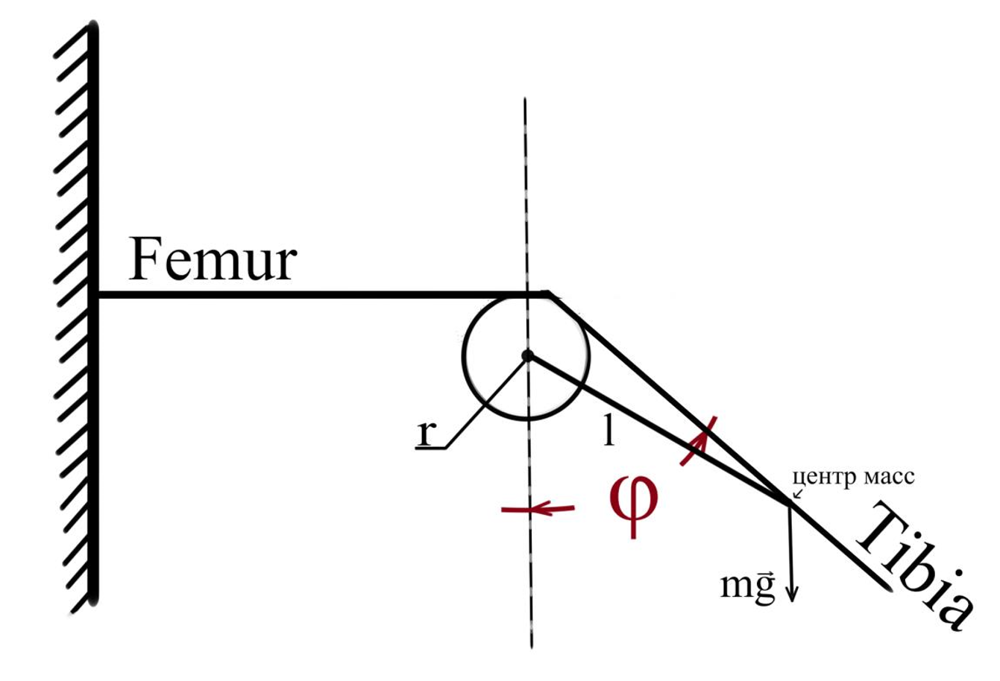 Femur
r
l
φ
центр масс
mg⃗
Tibia